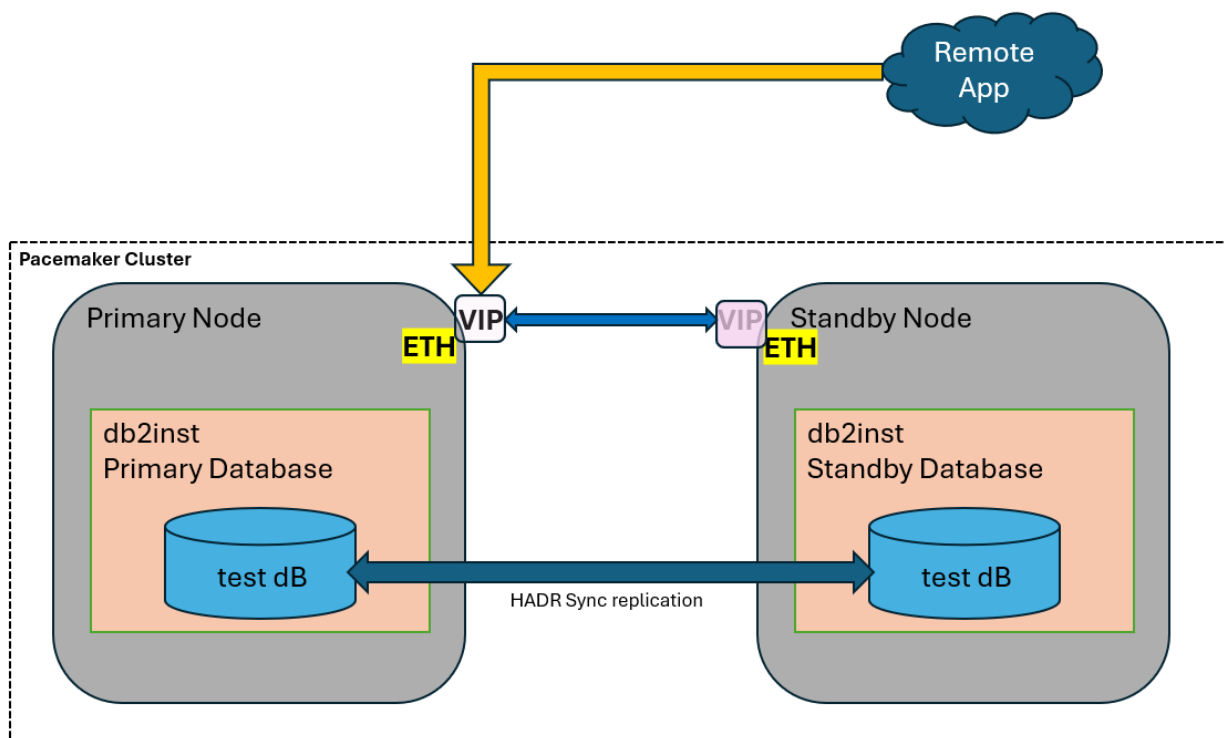 Remote
App
Pacemaker Cluster
Primary Node
VIP
VIP
Standby Node
ETH
ETH
db2inst
Primary Database
db2inst
Standby Database
test dB
test dB
HADR Sync replication